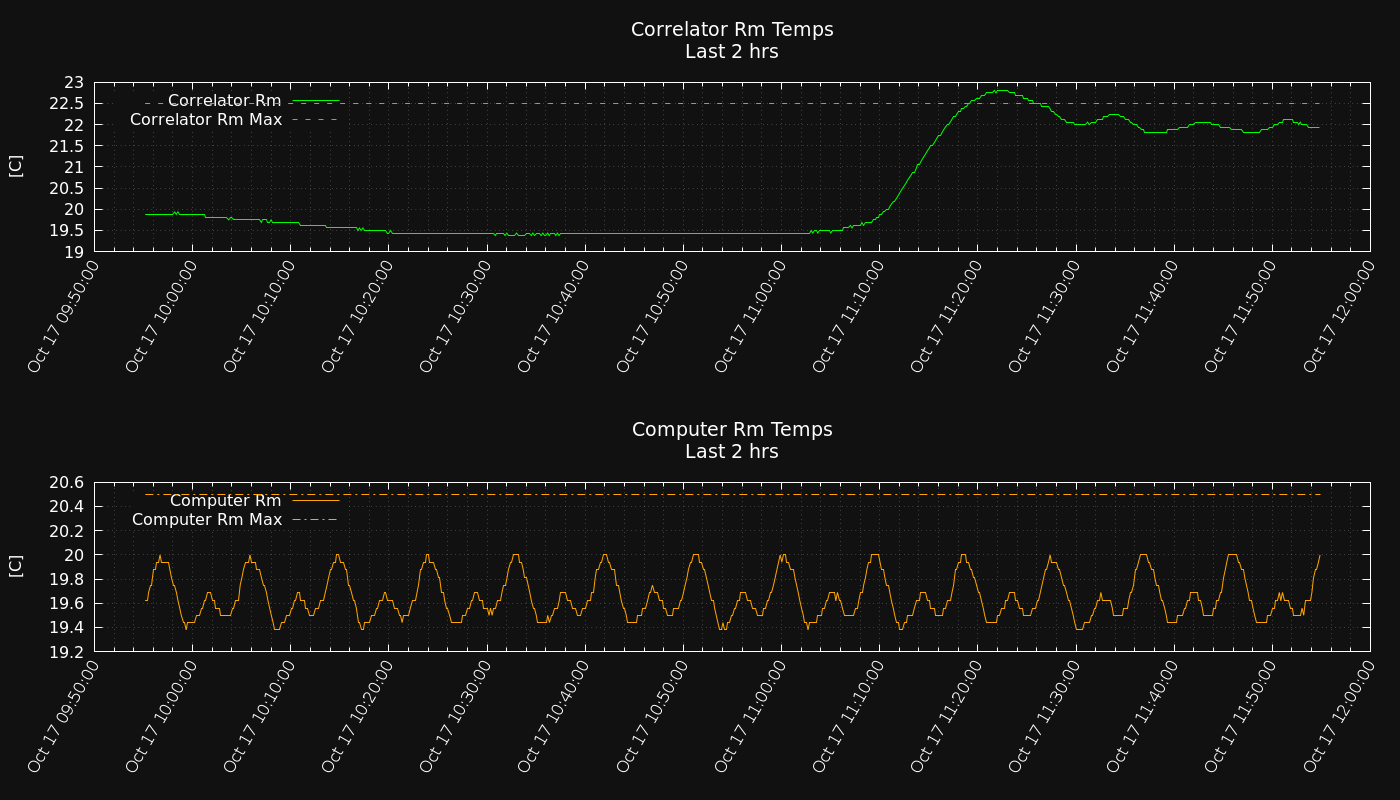 Correlator Rm Temps
Last 2 hrs
23
22.5
22
21.5
21
20.5
20
19.5
19
[C]
Correlator Rm
Correlator Rm Max
Oct 17 09:50:00
Oct 17 10:00:00
Oct 17 10:10:00
Oct 17 10:20:00
Oct 17 10:30:00
Oct 17 10:40:00
Oct 17 10:50:00
Oct 17 11:00:00
Oct 17 11:10:00
Oct 17 11:20:00
Oct 17 11:30:00
Oct 17 11:40:00
Oct 17 11:50:00
Oct 17 12:00:00
Computer Rm Temps
Last 2 hrs
20.6
20.4
20.2
20
19.8
19.6
19.4
19.2
[C]
Computer Rm
Computer Rm Max
Oct 17 09:50:00
Oct 17 10:00:00
Oct 17 10:10:00
Oct 17 10:20:00
Oct 17 10:30:00
Oct 17 10:40:00
Oct 17 10:50:00
Oct 17 11:00:00
Oct 17 11:10:00
Oct 17 11:20:00
Oct 17 11:30:00
Oct 17 11:40:00
Oct 17 11:50:00
Oct 17 12:00:00